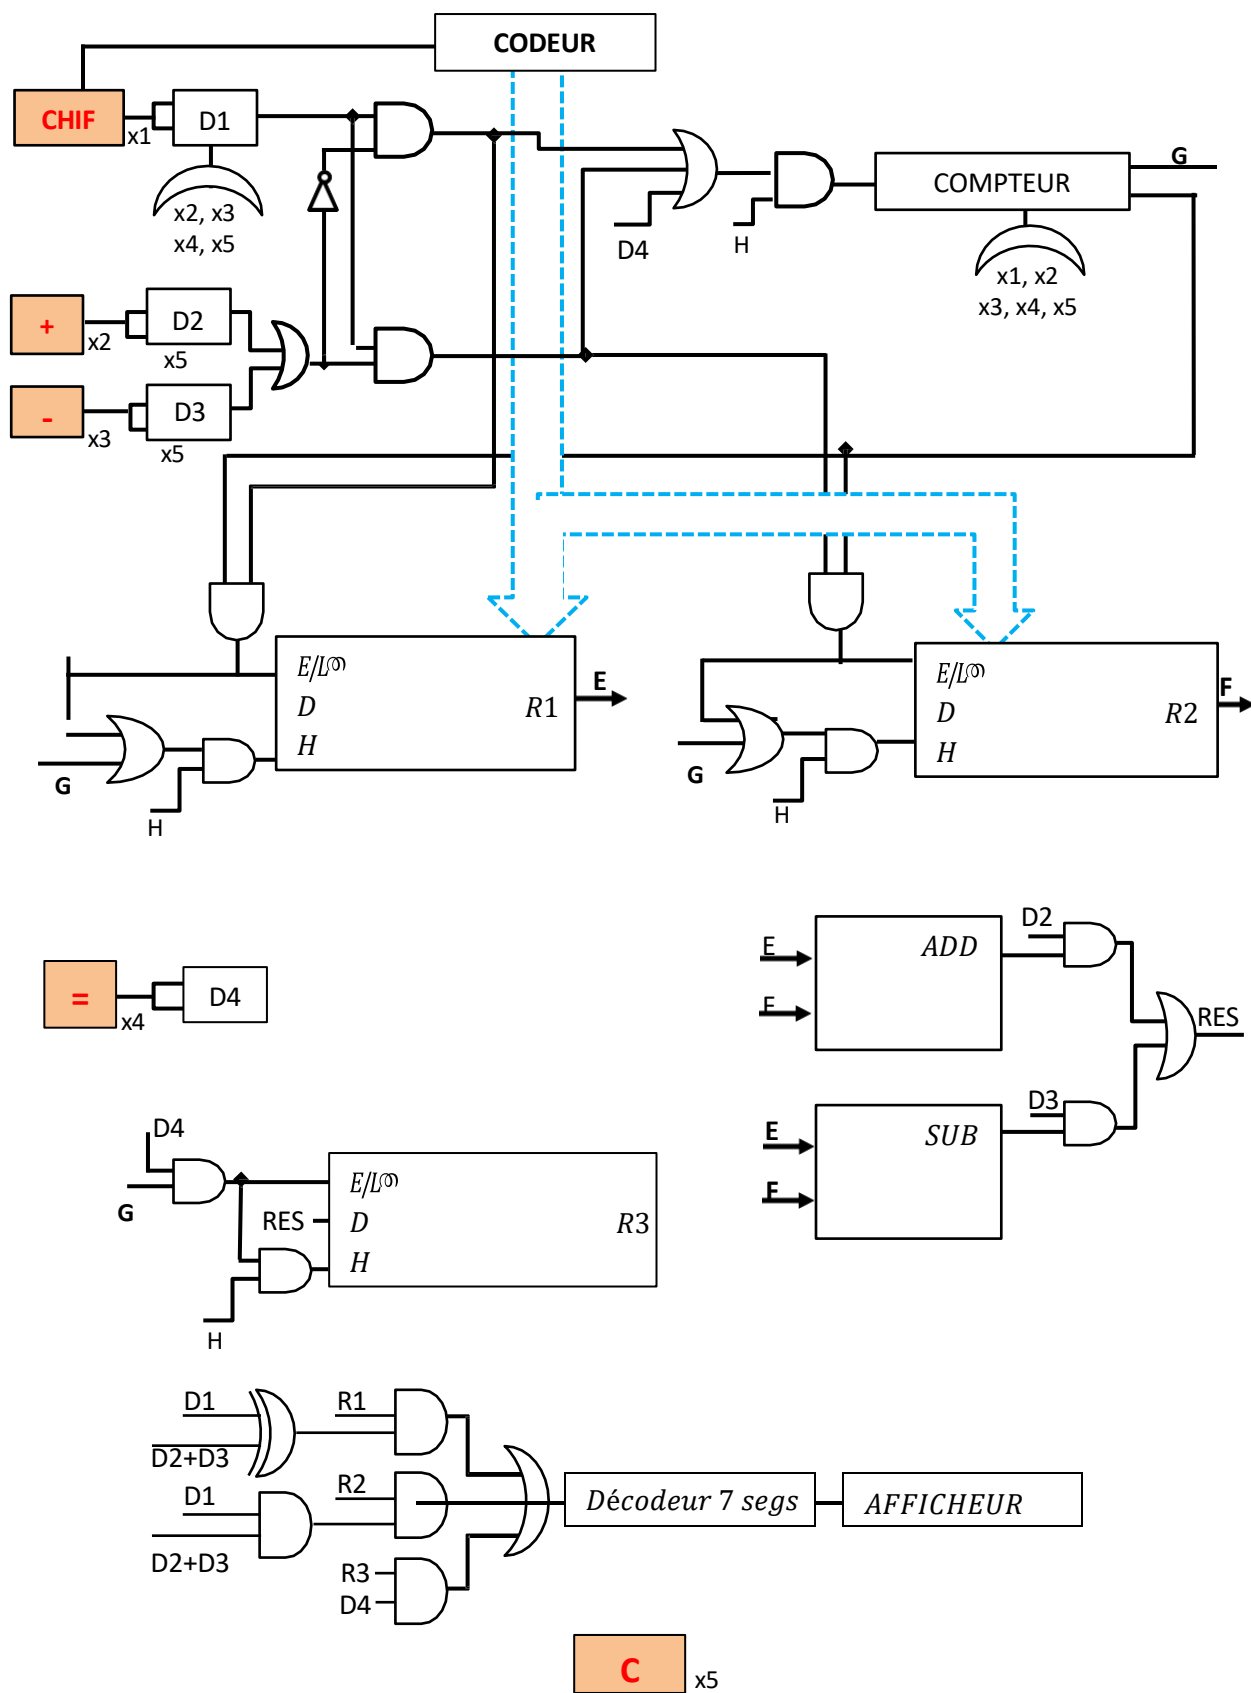 CODEUR
CHIF
x1
D1
x2, x3
x4, x5
D4
H
COMPTEUR
G
x1, x2
x3, x4, x5
+
x2
D2
x5
-
x3
D3
x5
E/L
D
H
R1
E
G
H
E/L
D
H
R2
F
G
H
=
x4
D4
E
F
ADD
D2
RES
E
F
SUB
D3
D4
G
RES
H
E/L
D
H
R3
D1
D2+D3
R1
D1
D2+D3
R2
R3
D4
Décodeur 7 segs
AFFICHEUR
C
x5